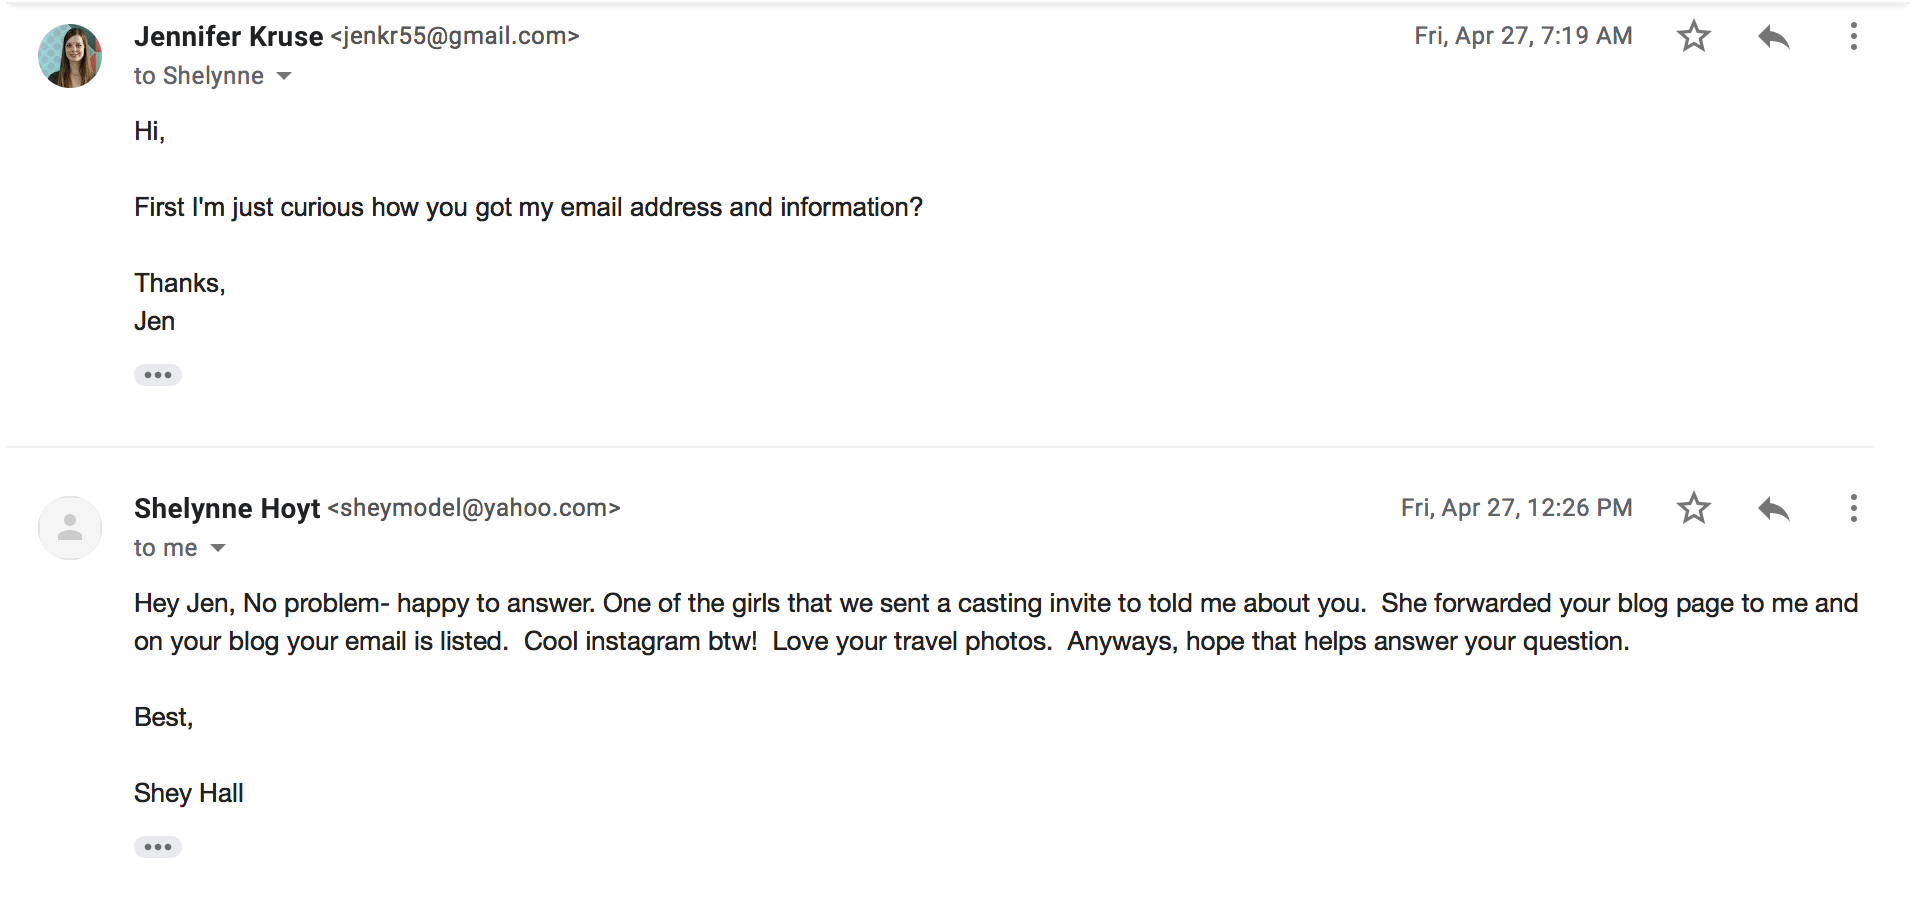 Jennifer Kruse <jenkr55@gmail.com> Fri, Apr 27, 7:19 AM
to Shelynne
Hi,
First I'm just curious how you got my email address and information?
Thanks,
Jen
Shelynne Hoyt <sheymodel@yahoo.com> Fri, Apr 27, 12:26 PM
to me
Hey Jen, No problem- happy to answer. One of the girls that we sent a casting invite to told me about you.  She forwarded your blog page to me and
on your blog your email is listed.  Cool instagram btw!  Love your travel photos.  Anyways, hope that helps answer your question.
Best,
Shey Hall